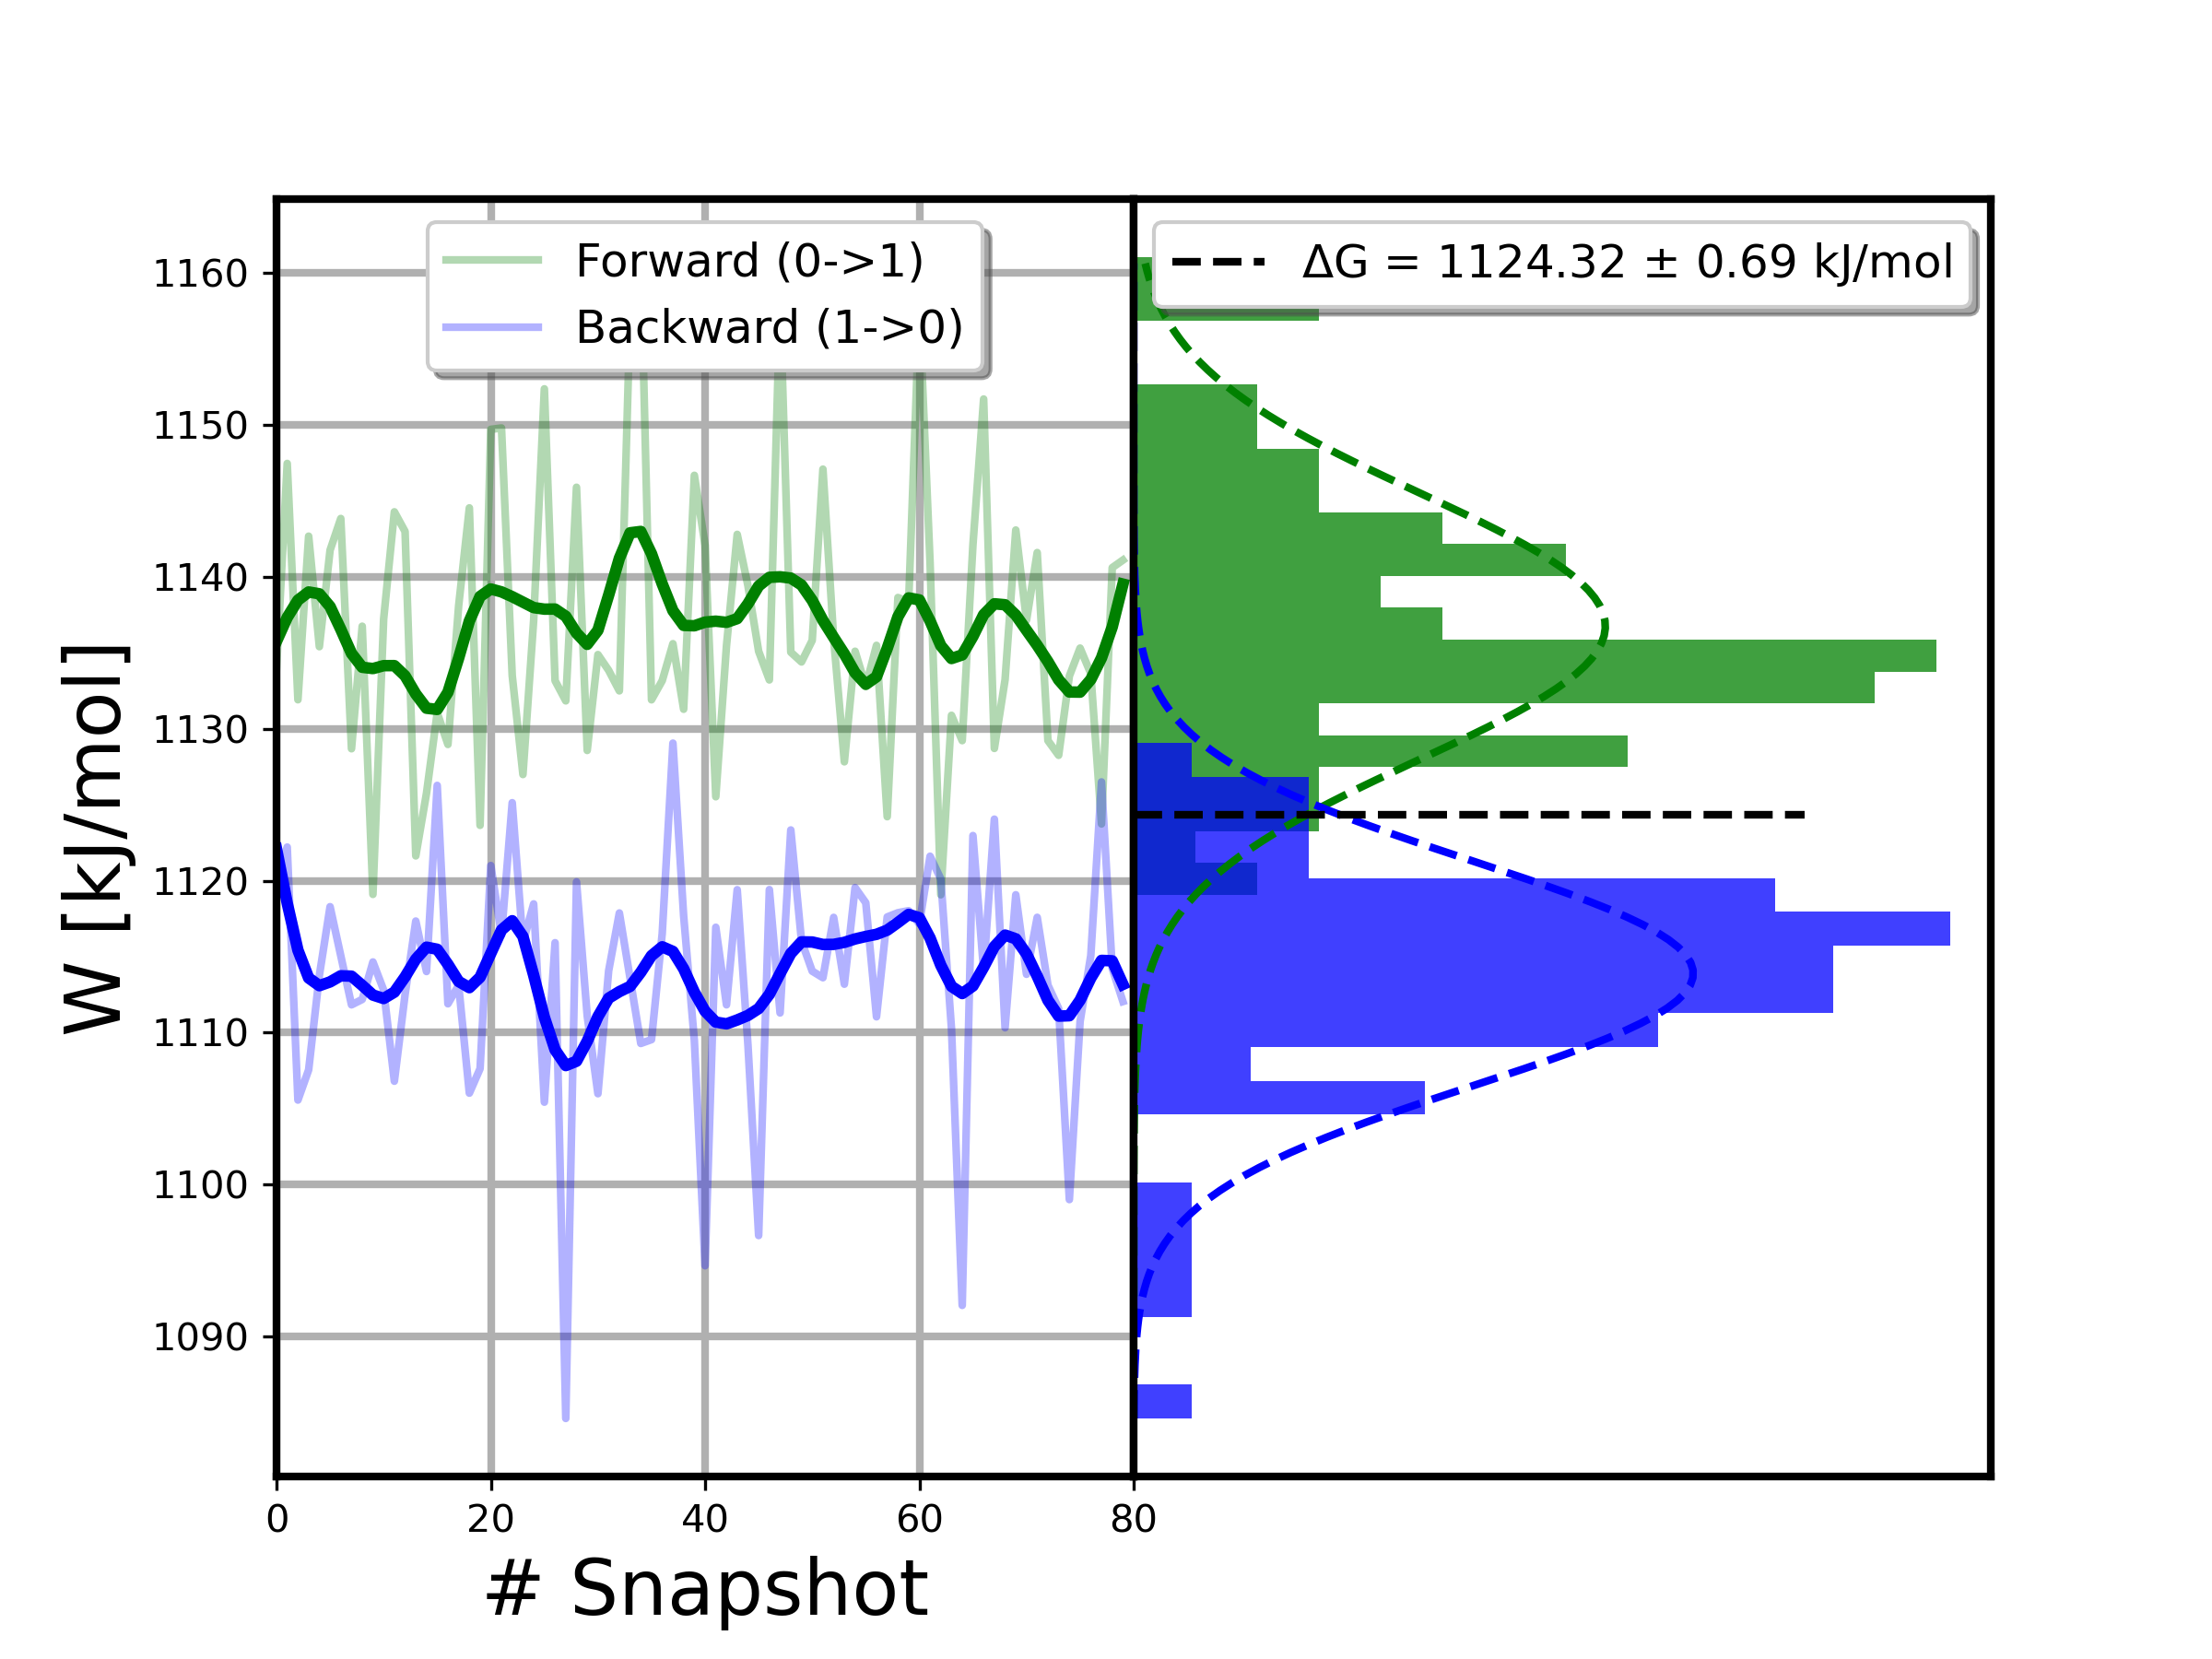 Forward (0->1)
Backward (1->0)
ΔG = 1124.32 ± 0.69 kJ/mol
W [kJ/mol]
1160
1150
1140
1130
1120
1110
1100
1090
0 20 40 60 80
# Snapshot